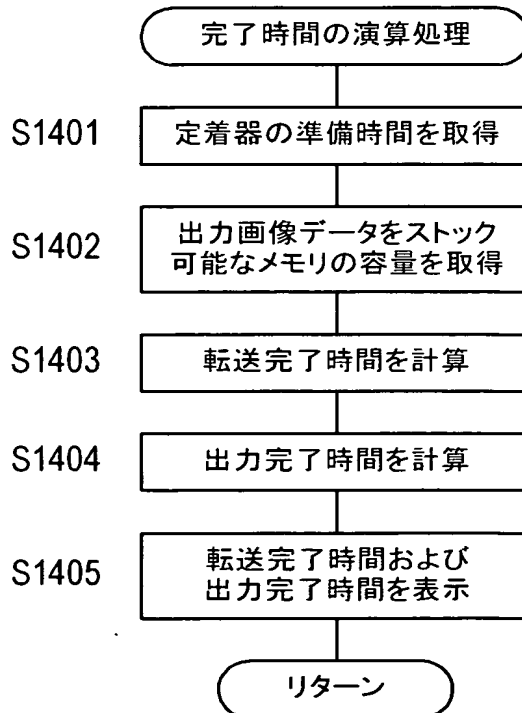 完了時間の演算処理
S1401
定着器の準備時間を取得
S1402
出力画像データをストック
可能なメモリの容量を取得
S1403
転送完了時間を計算
S1404
出力完了時間を計算
S1405
転送完了時間および
出力完了時間を表示
リターン